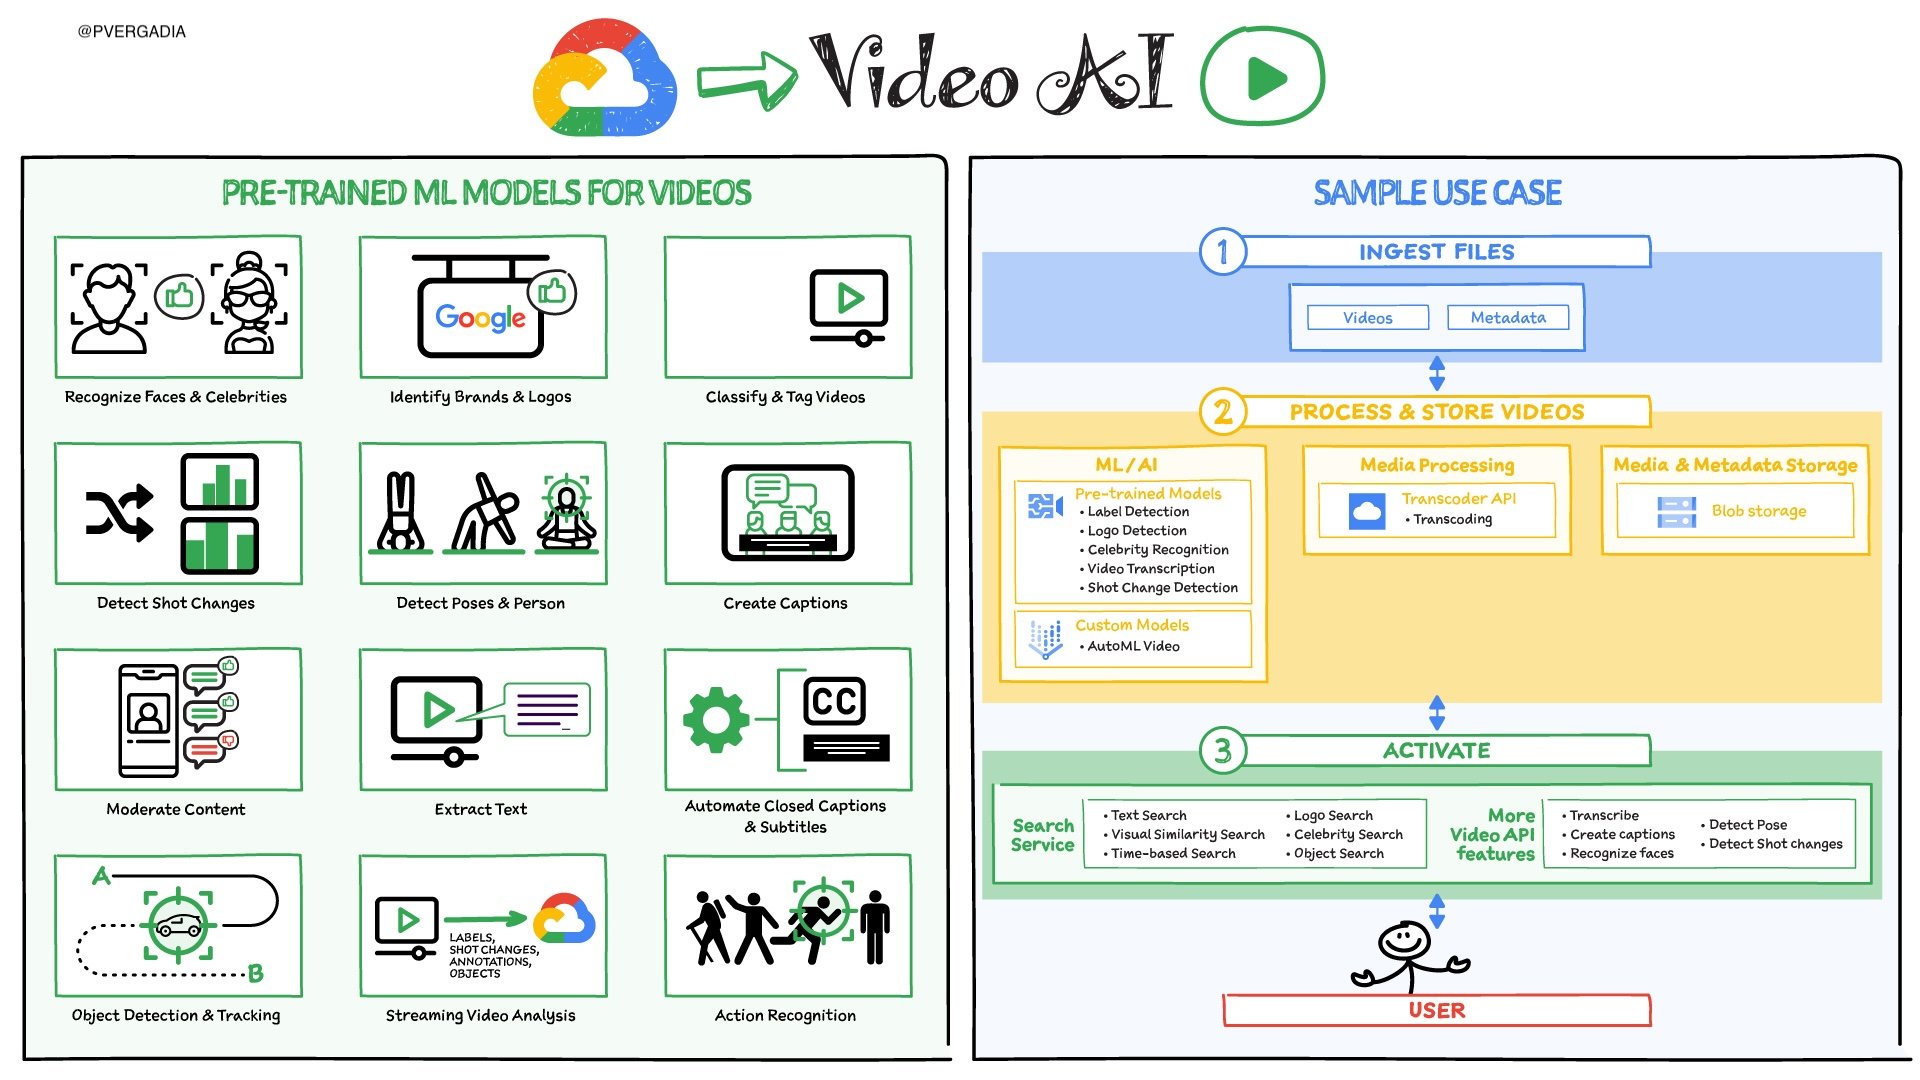 @PVERGADIA
Video AI
PRE-TRAINED ML MODELS FOR VIDEOS
Google
Recognize Faces & Celebrities
Identify Brands & Logos
Classify & Tag Videos
Detect Shot Changes
Detect Poses & Person
Create Captions
CC
Moderate Content
Extract Text
Automate Closed Captions
& Subtitles
A
B
LABELS,
SHOT CHANGES,
ANNOTATIONS,
OBJECTS
Object Detection & Tracking
Streaming Video Analysis
Action Recognition
SAMPLE USE CASE
1
INGEST FILES
Videos
Metadata
2
PROCESS & STORE VIDEOS
ML/AI
Pre-trained Models
• Label Detection
• Logo Detection
• Celebrity Recognition
• Video Transcription
• Shot Change Detection
Custom Models
• AutoML Video
Media Processing
Transcoder API
• Transcoding
Media & Metadata Storage
Blob storage
3
ACTIVATE
Search
Service
• Text Search
• Visual Similarity Search
• Time-based Search
• Logo Search
• Celebrity Search
• Object Search
More
Video API
features
• Transcribe
• Create captions
• Recognize faces
• Detect Pose
• Detect Shot changes
USER